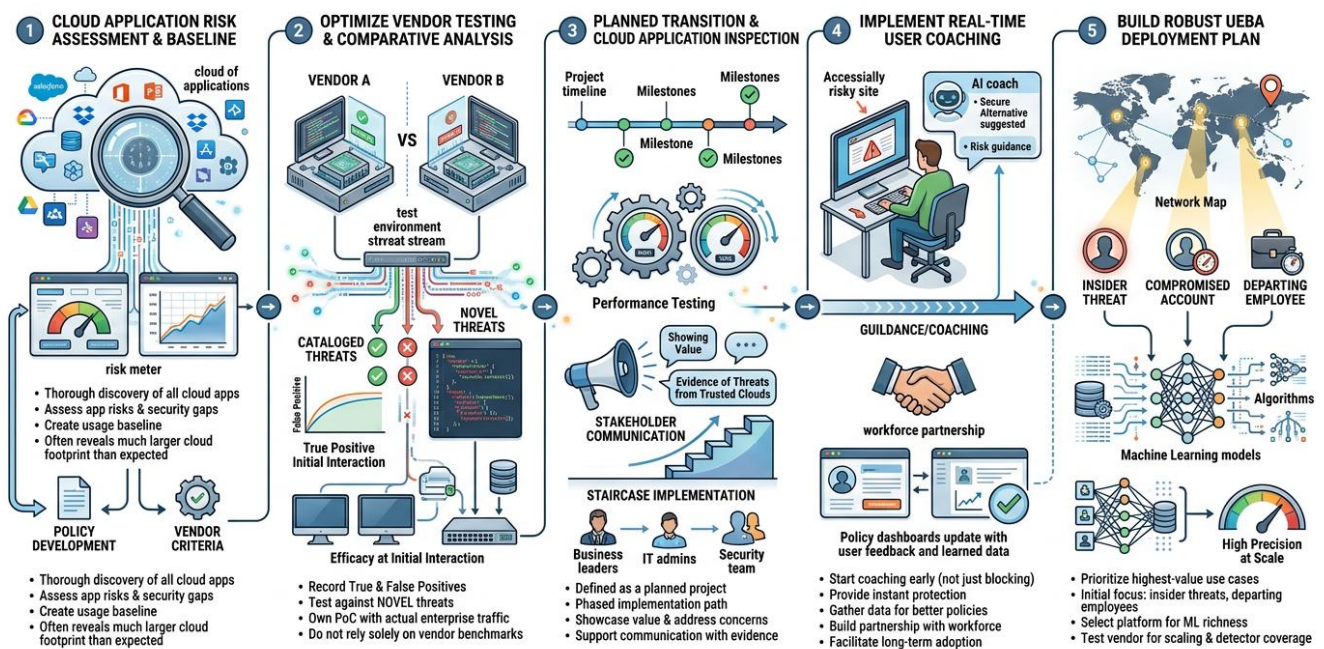 1
CLOUD APPLICATION RISK
ASSESSMENT & BASELINE
cloud of
applications
salesforce
risk meter
• Thorough discovery of all cloud apps
• Assess app risks & security gaps
• Create usage baseline
• Often reveals much larger cloud
footprint than expected
POLICY
DEVELOPMENT
VENDOR
CRITERIA
• Thorough discovery of all cloud apps
• Assess app risks & security gaps
• Create usage baseline
• Often reveals much larger cloud
footprint than expected
2
OPTIMIZE VENDOR TESTING
& COMPARATIVE ANALYSIS
VENDOR A
VENDOR B
VS
test
environment
strreat stream
NOVEL
THREATS
CATALOGED
THREATS
False Positive
True Positive
Initial Interaction
Efficacy at Initial Interaction
• Record True & False Positives
• Test against NOVEL threats
• Own PoC with actual enterprise traffic
• Do not rely solely on vendor benchmarks
3
PLANNED TRANSITION &
CLOUD APPLICATION INSPECTION
Project
timeline
Milestones
Milestones
Milestone
Milestones
Performance Testing
Showing
Value
Evidence of Threats
from Trusted Clouds
STAKEHOLDER
COMMUNICATION
STAIRCASE IMPLEMENTATION
Business
leaders
IT admins
Security
team
• Defined as a planned project
• Phased implementation path
• Showcase value & address concerns
• Support communication with evidence
4
IMPLEMENT REAL-TIME
USER COACHING
Accessially
risky site
AI coach
• Secure
Alternative
suggested
• Risk guidance
GUILDANCE/COACHING
workforce partnership
Policy dashboards update with
user feedback and learned data
• Start coaching early (not just blocking)
• Provide instant protection
• Gather data for better policies
• Build partnership with workforce
• Facilitate long-term adoption
5
BUILD ROBUST UEBA
DEPLOYMENT PLAN
Network Map
INSIDER
THREAT
COMPROMISED
ACCOUNT
DEPARTING
EMPLOYEE
Algorithms
Machine Learning models
High Precision
at Scale
• Prioritize highest-value use cases
• Initial focus: insider threats, departing
employees
• Select platform for ML richness
• Test vendor for scaling & detector coverage